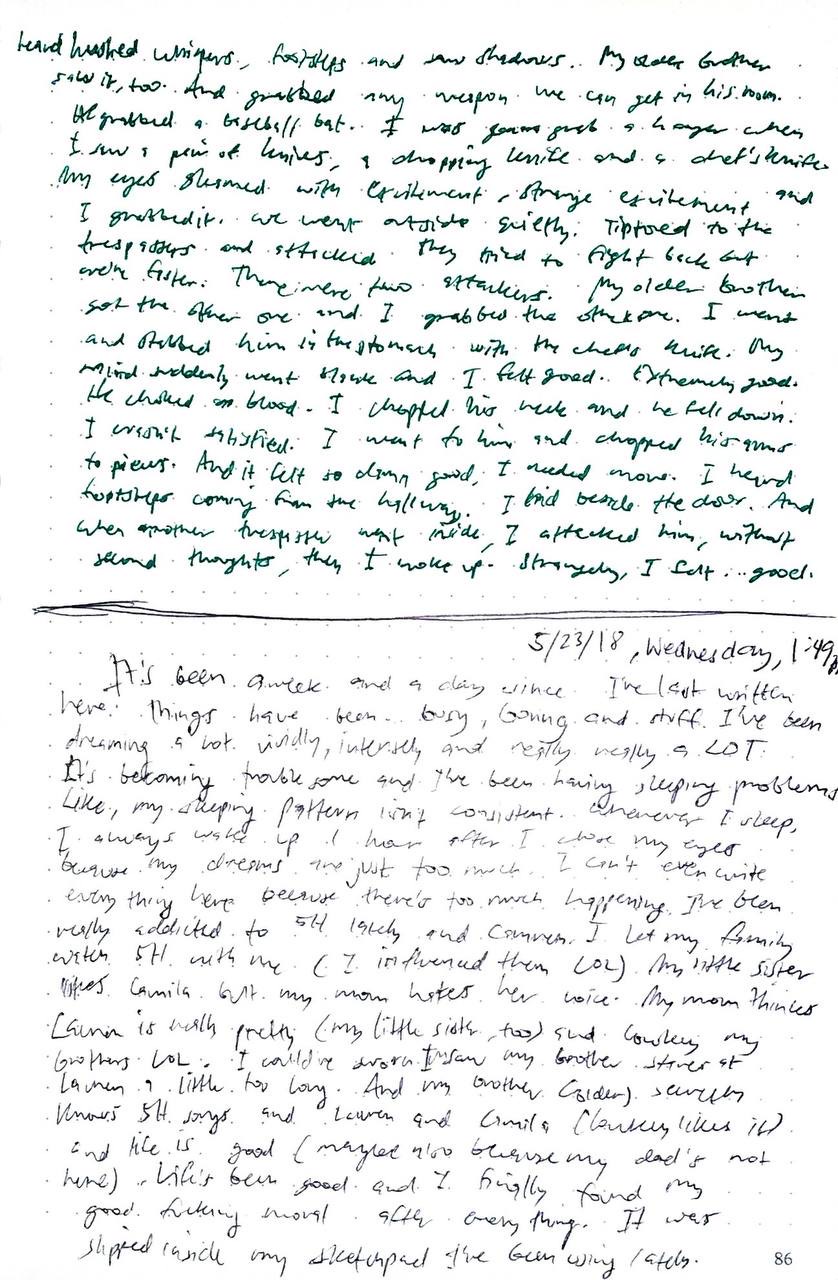 heard hushed whispers, footsteps and saw shadows. My older brother
saw it, too. And grabbed any weapon we can get in his room.
He grabbed a baseball bat. I was gonna grab a hanger when
I saw a pair of knives, a chopping knife and a chef's knife.
My eyes gleamed with excitement, strange excitement and
I grabbed it. We went outside quietly. Tiptoed to the
trespassers and attacked. They tried to fight back but
we're faster. There were two attackers. My older brother
got the other one and I grabbed the other one. I went
and stabbed him in the stomach with the chef's knife. My
mind suddenly went blank and I felt good. Extremely good.
He choked on blood. I chopped his neck and he fell down.
I wasn't satisfied. I went to him and chopped his arms
to pieces. And it felt so damn good, I needed more. I heard
footsteps coming from the hallway. I hid beside the door. And
when another trespasser went inside, I attacked him, without
second thoughts, then I woke up. Strangely, I felt... good.
5/23/18, Wednesday, 1:49
It's been a week and a day since I've last written
here. Things have been... busy, boring and stuff. I've been
dreaming a lot. vividly, intensely and really really a LOT.
It's becoming troublesome and I've been having sleeping problems
Like, my sleeping pattern isn't consistent. Whenever I sleep,
I always wake up 1 hour after I close my eyes
because my dreams are just too much. I can't even write
everything here because there's too much happening. I've been
really addicted to 5H lately and Camren. I let my family
watch 5H with me. (I influenced them LOL) My little sister
likes Camila but my mom hates her voice. My mom thinks
Lauren is really pretty (my little sister, too) and lowkey my
brothers LOL. I could've sworn I saw my brother stares at
Lauren a little too long. And my brother (older) secretly
knows 5H songs and Lauren and Camila (lowkey likes it)
and life is good (maybe also because my dad's not
here). Life's been good and I finally found my
good fucking moral after everything. It was
slipped inside my sketchpad I've been using lately.
86